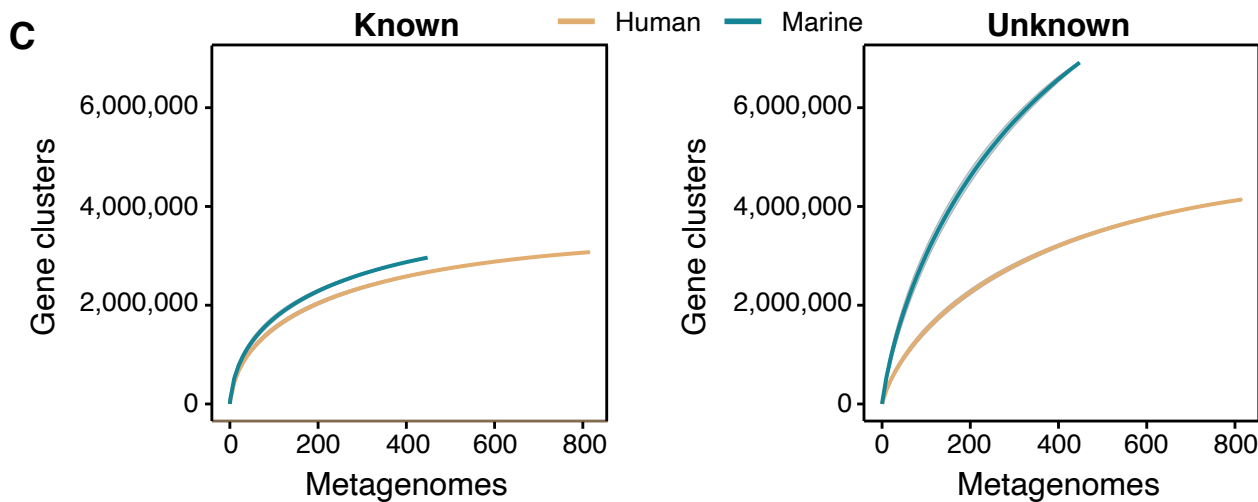 C
Known
Human
Marine
Unknown
Gene clusters
6,000,000
4,000,000
2,000,000
0
0 200 400 600 800
Metagenomes
Gene clusters
6,000,000
4,000,000
2,000,000
0
0 200 400 600 800
Metagenomes